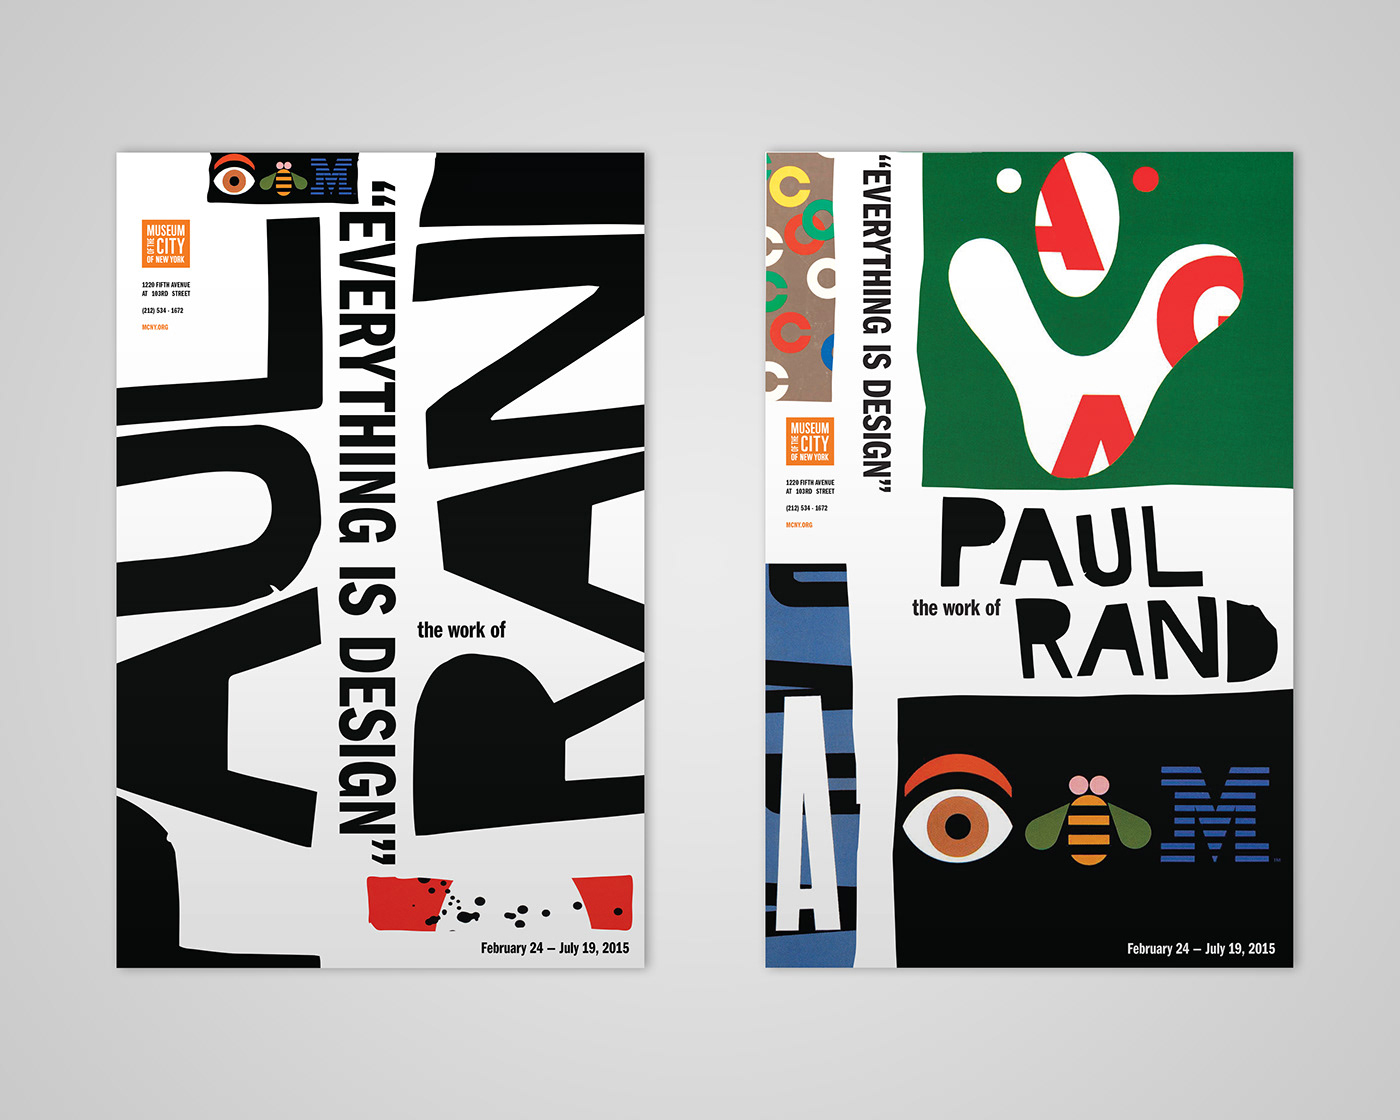 M
MUSEUM
OF THE
CITY
OF NEW YORK
1220 FIFTH AVENUE
AT 103RD STREET
(212) 534 - 1672
MCNY.ORG
PAUL
“EVERYTHING IS DESIGN”
the work of
RAN
February 24 — July 19, 2015
C
C
C
C
C
C
C
C
C
“EVERYTHING IS DESIGN”
A
G
A
MUSEUM
OF THE
CITY
OF NEW YORK
1220 FIFTH AVENUE
AT 103RD STREET
(212) 534 - 1672
MCNY.ORG
PAUL
the work of RAND
A
M
February 24 — July 19, 2015